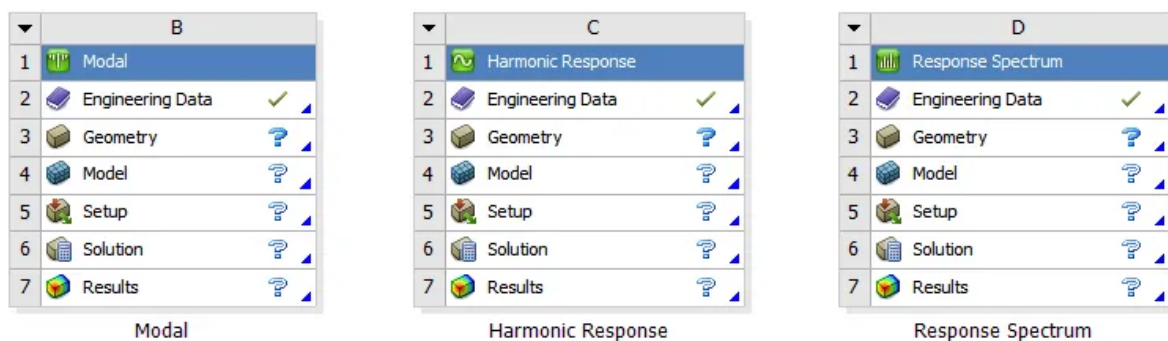 B
1 Modal
2 Engineering Data
3 Geometry
4 Model
5 Setup
6 Solution
7 Results
Modal
C
1 Harmonic Response
2 Engineering Data
3 Geometry
4 Model
5 Setup
6 Solution
7 Results
Harmonic Response
D
1 Response Spectrum
2 Engineering Data
3 Geometry
4 Model
5 Setup
6 Solution
7 Results
Response Spectrum